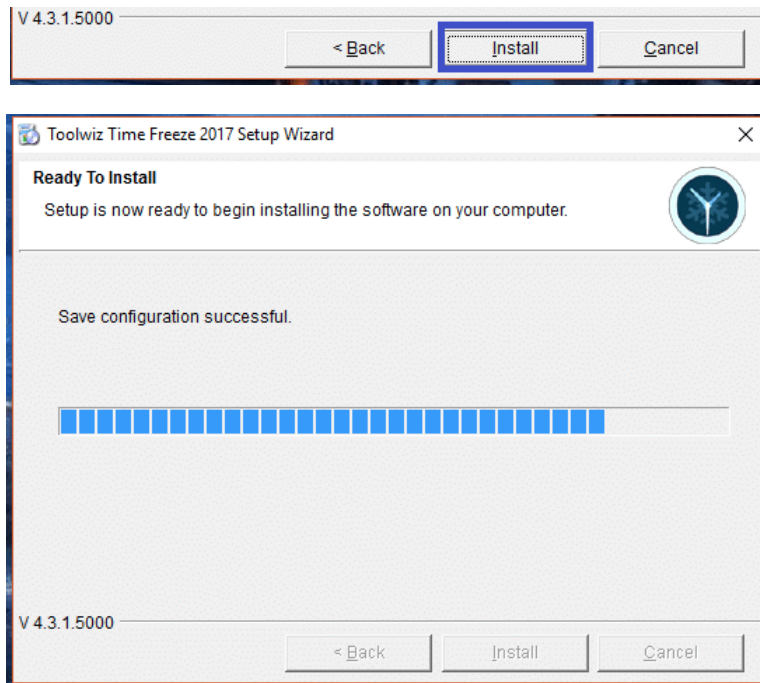 V 4.3.1.5000
< Back Install Cancel
Toolwiz Time Freeze 2017 Setup Wizard
Ready To Install
Setup is now ready to begin installing the software on your computer.
Save configuration successful.
V 4.3.1.5000
< Back Install Cancel